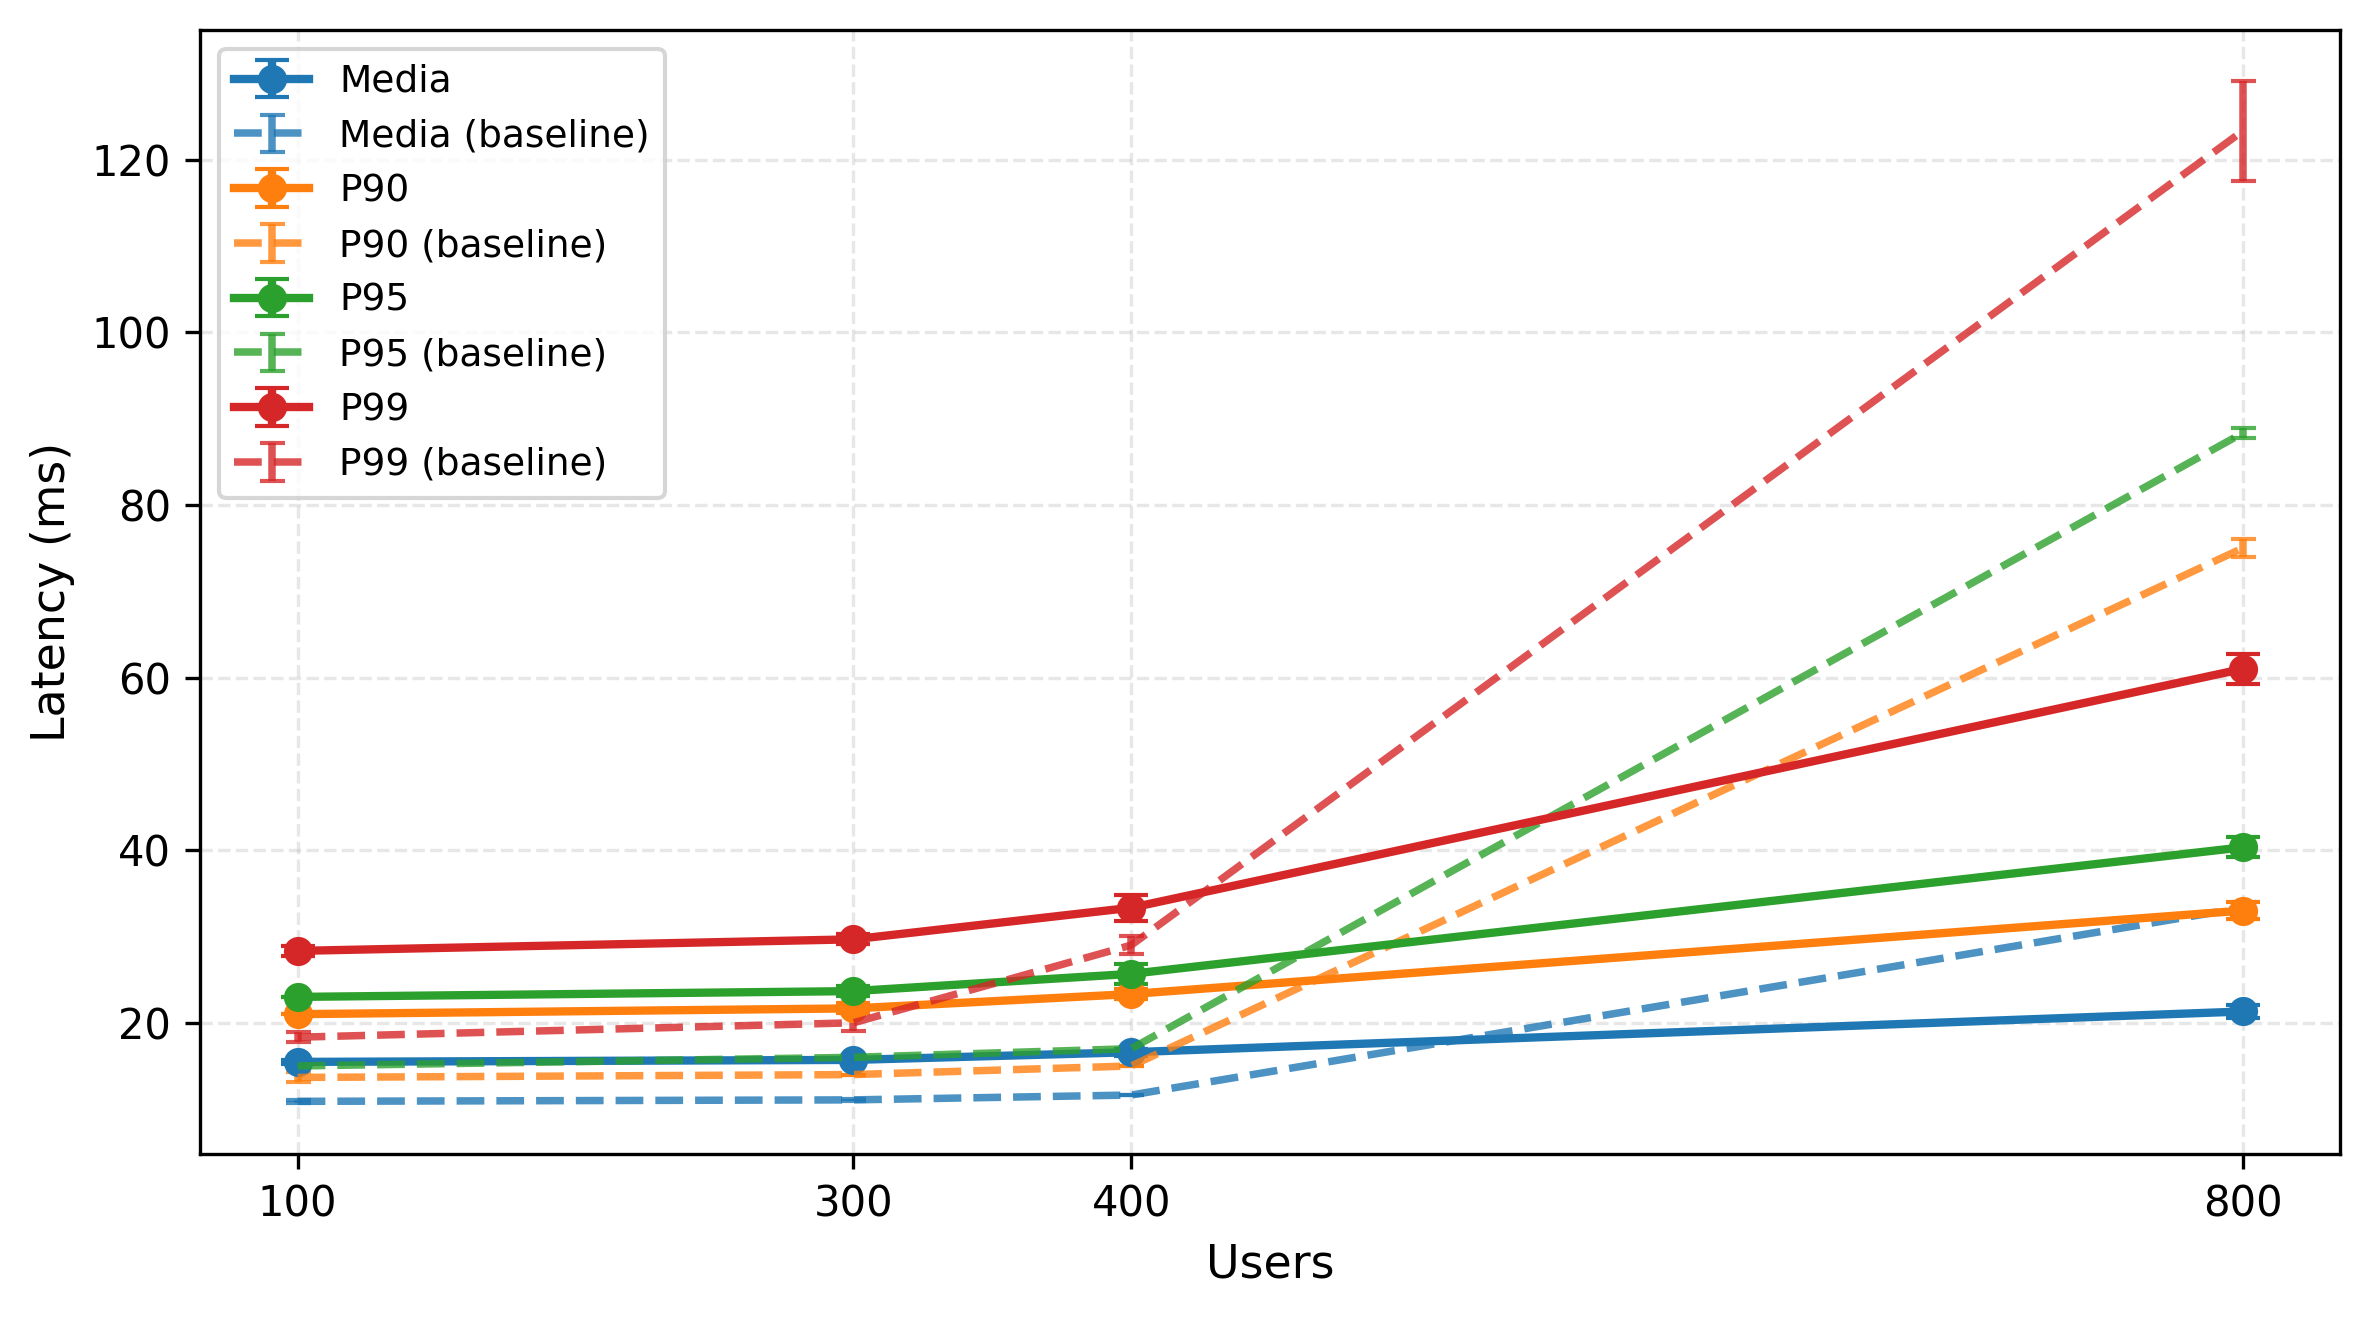 Media
Media (baseline)
P90
P90 (baseline)
P95
P95 (baseline)
P99
P99 (baseline)
120
100
80
60
40
20
Latency (ms)
100
300
400
800
Users